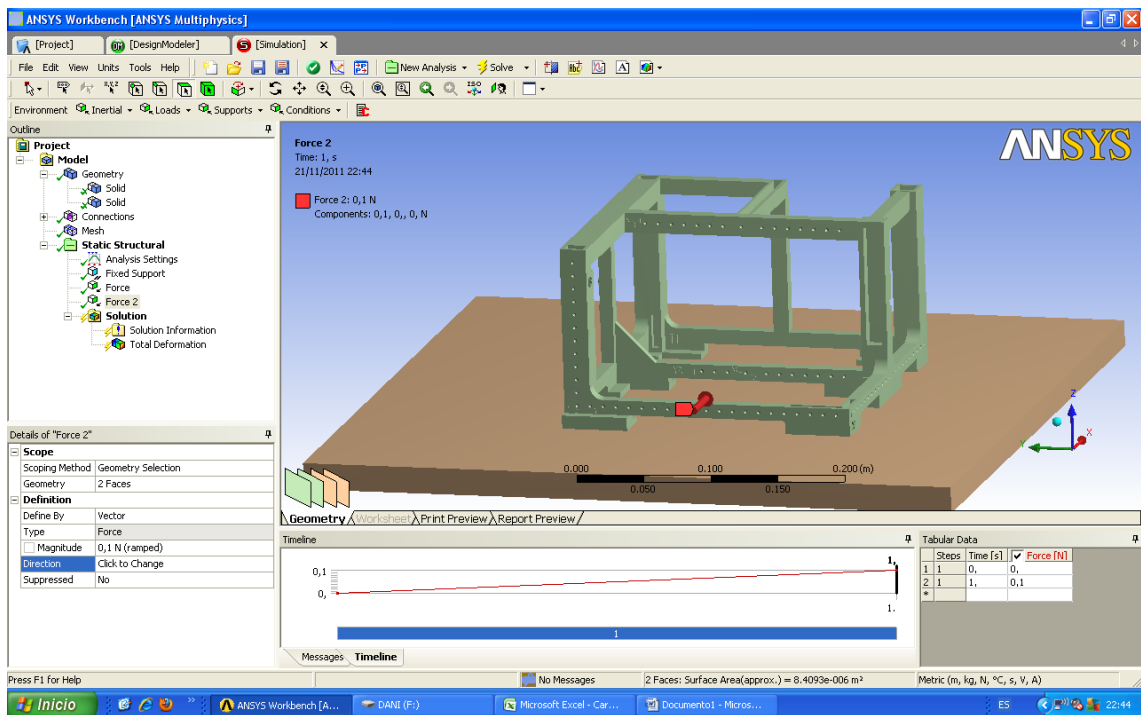 ANSYS Workbench [ANSYS Multiphysics]
[Project] [DesignModeler] [Simulation]
File Edit View Units Tools Help New Analysis Solve
Environment Inertial Loads Supports Conditions
Outline
Project
Model
Geometry
Solid
Solid
Connections
Mesh
Static Structural
Analysis Settings
Fixed Support
Force
Force 2
Solution
Solution Information
Total Deformation
Force 2
Time: 1, s
21/11/2011 22:44
Force 2: 0,1 N
Components: 0,1, 0,, 0, N
ANSYS
Z
Y
X
0.000 0.100 0.200 (m)
0.050 0.150
Details of "Force 2"
Scope
Scoping Method Geometry Selection
Geometry 2 Faces
Definition
Define By Vector
Type Force
Magnitude 0,1 N (ramped)
Direction Click to Change
Suppressed No
Geometry Worksheet Print Preview Report Preview
Timeline
1,
0,1
0,
1.
1
Messages Timeline
Tabular Data
Steps Time [s] Force [N]
1 1 0, 0,
2 1 1, 0,1
*
Press F1 for Help No Messages 2 Faces: Surface Area(approx.) = 8.4093e-006 m² Metric (m, kg, N, °C, s, V, A)
Inicio ANSYS Workbench [A... DANI (F:) Microsoft Excel - Car... Documento1 - Micros... ES 22:44